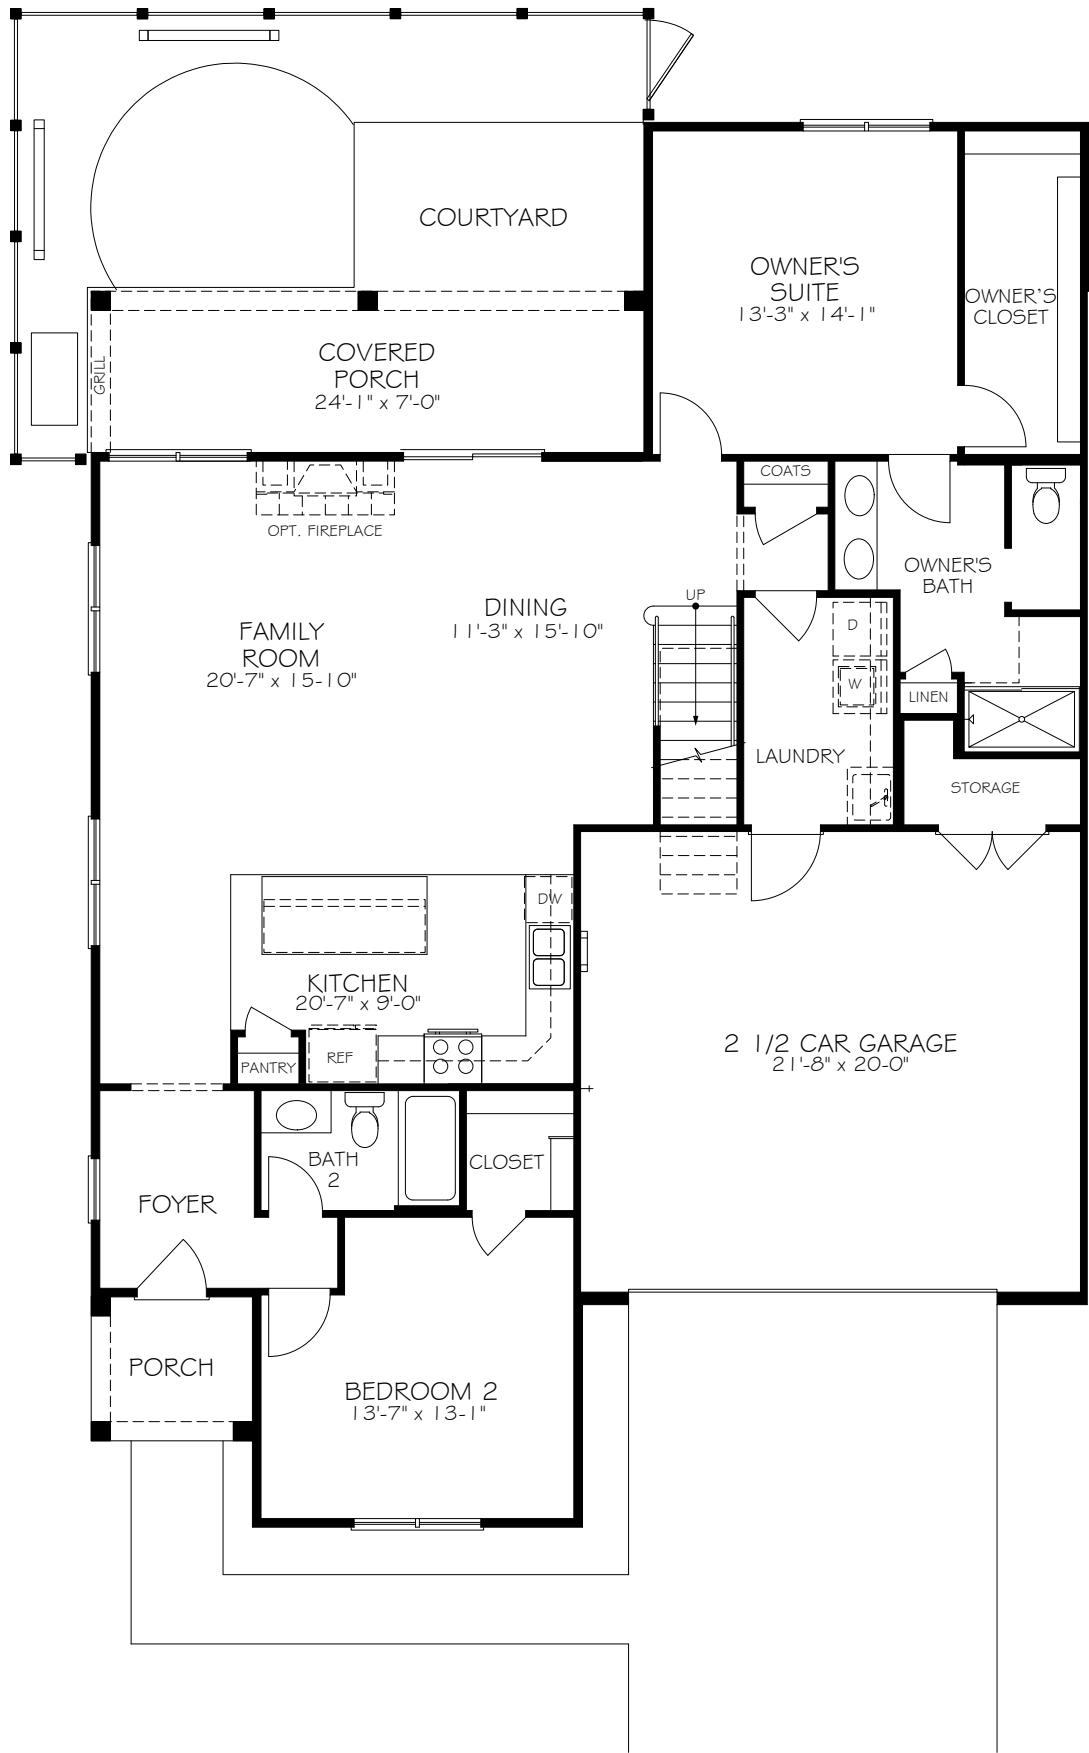 COURTYARD
OWNER'S
SUITE
13'-3" x 14'-1"
OWNER'S
CLOSET
COVERED
PORCH
24'-1" x 7'-0"
GRILL
COATS
OPT. FIREPLACE
OWNER'S
BATH
UP
DINING
11'-3" x 15'-10"
FAMILY
ROOM
20'-7" x 15-10"
D
W
LINEN
LAUNDRY
STORAGE
DW
KITCHEN
20'-7" x 9'-0"
REF
PANTRY
2 1/2 CAR GARAGE
21'-8" x 20-0"
BATH
2
CLOSET
FOYER
PORCH
BEDROOM 2
13'-7" x 13-1"